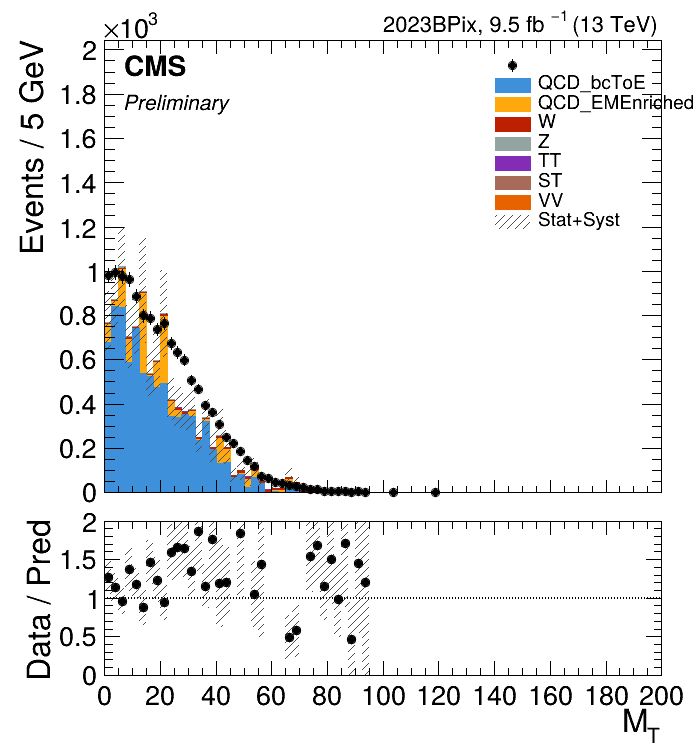 ×10³
2023BPix, 9.5 fb⁻¹ (13 TeV)
CMS
Preliminary
QCD_bcToE
QCD_EMEnriched
W
Z
TT
ST
VV
Stat+Syst
Events / 5 GeV
2
1.8
1.6
1.4
1.2
1
0.8
0.6
0.4
0.2
0
Data / Pred
2
1.5
1
0.5
0
0 20 40 60 80 100 120 140 160 180 200
M_T